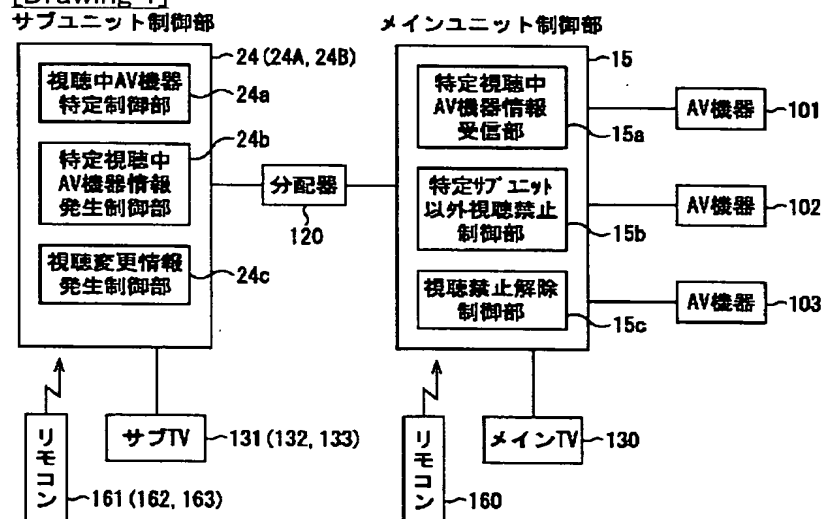 [Drawing 1]
サブユニット制御部
24 (24A, 24B)
視聴中AV機器
特定制御部
24a
24b
特定視聴中
AV機器情報
発生制御部
視聴変更情報
発生制御部
24c
リモコン
161 (162, 163)
サブTV
131 (132, 133)
分配器
120
メインユニット制御部
15
特定視聴中
AV機器情報
受信部
15a
特定サブユニット
以外視聴禁止
制御部
15b
視聴禁止解除
制御部
15c
AV機器
101
AV機器
102
AV機器
103
リモコン
160
メインTV
130